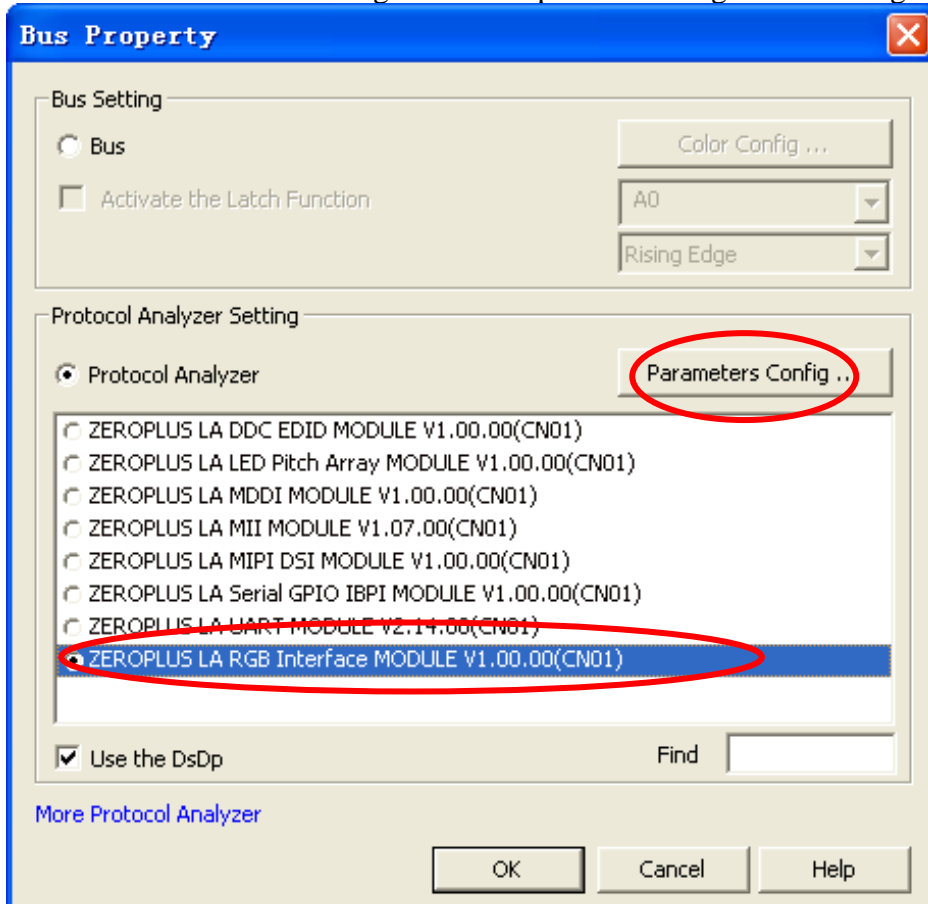 Bus Property
Bus Setting
Bus
Color Config ...
Activate the Latch Function
A0
Rising Edge
Protocol Analyzer Setting
Protocol Analyzer
Parameters Config ..
ZEROPLUS LA DDC EDID MODULE V1.00.00(CN01)
ZEROPLUS LA LED Pitch Array MODULE V1.00.00(CN01)
ZEROPLUS LA MDDI MODULE V1.00.00(CN01)
ZEROPLUS LA MII MODULE V1.07.00(CN01)
ZEROPLUS LA MIPI DSI MODULE V1.00.00(CN01)
ZEROPLUS LA Serial GPIO IBPI MODULE V1.00.00(CN01)
ZEROPLUS LA UART MODULE V2.14.00(CN01)
ZEROPLUS LA RGB Interface MODULE V1.00.00(CN01)
Use the DsDp
Find
More Protocol Analyzer
OK
Cancel
Help